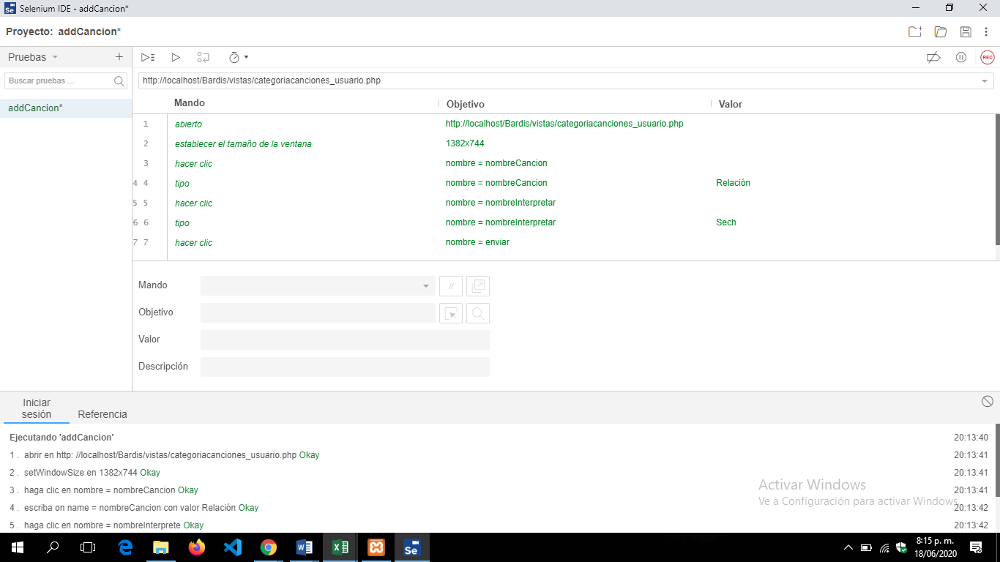 Selenium IDE - addCancion*
Proyecto: addCancion*
Pruebas
Buscar pruebas ...
addCancion*
REC
http://localhost/Bardis/vistas/categoriacanciones_usuario.php
Mando Objetivo Valor
1 abierto http://localhost/Bardis/vistas/categoriacanciones_usuario.php
2 establecer el tamaño de la ventana 1382x744
3 hacer clic nombre = nombreCancion
4 4 tipo nombre = nombreCancion Relación
5 5 hacer clic nombre = nombreInterpretar
6 6 tipo nombre = nombreInterpretar Sech
7 7 hacer clic nombre = enviar
Mando //
Objetivo
Valor
Descripción
Iniciar
sesión
Referencia
Ejecutando 'addCancion' 20:13:40
1 . abrir en http: //localhost/Bardis/vistas/categoriacanciones_usuario.php Okay 20:13:41
2 . setWindowSize en 1382x744 Okay 20:13:41
3 . haga clic en nombre = nombreCancion Okay 20:13:41
4 . escriba on name = nombreCancion con valor Relación Okay 20:13:42
5 . haga clic en nombre = nombreInterprete Okay 20:13:42
Activar Windows
Ve a Configuración para activar Windows.
Se
8:15 p. m.
18/06/2020